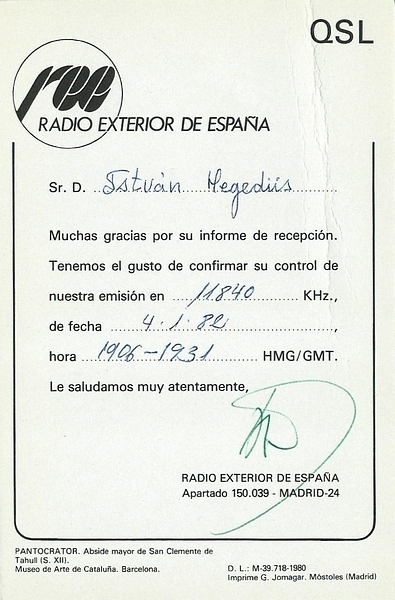 QSL
ree
RADIO EXTERIOR DE ESPAÑA
Sr. D. István Hegedüs
Muchas gracias por su informe de recepción.
Tenemos el gusto de confirmar su control de
nuestra emisión en 11840 KHz.,
de fecha 4.1.82,
hora 1906-1931 HMG/GMT.
Le saludamos muy atentamente,
RADIO EXTERIOR DE ESPAÑA
Apartado 150.039 - MADRID-24
PANTOCRATOR. Abside mayor de San Clemente de
Tahull (S. XII).
Museo de Arte de Cataluña. Barcelona.
D. L.: M-39.718-1980
Imprime G. Jomagar. Móstoles (Madrid)